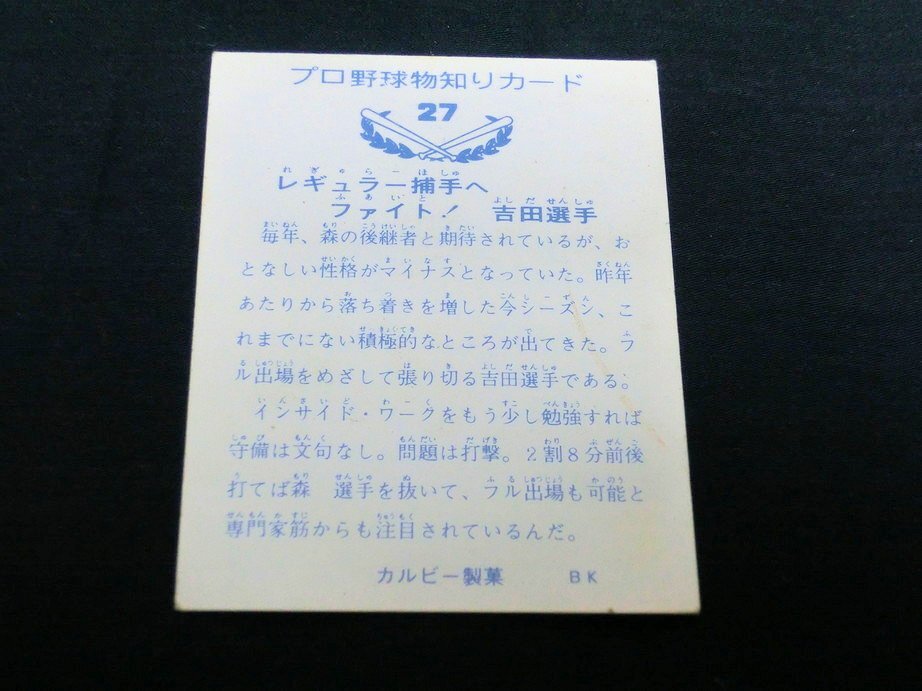 プロ野球物知りカード
27
レギュラー捕手へ
ファイト! 吉田選手
毎年、森の後継者と期待されているが、お
となしい性格がマイナスとなっていた。昨年
あたりから落ち着きを増した今シーズン、こ
れまでにない積極的なところが出てきた。フ
ル出場をめざして張り切る吉田選手である。
インサイド・ワークをもう少し勉強すれば
守備は文句なし。問題は打撃。2割8分前後
打てば森 選手を抜いて、フル出場も可能と
専門家筋からも注目されているんだ。
カルビー製菓 BK